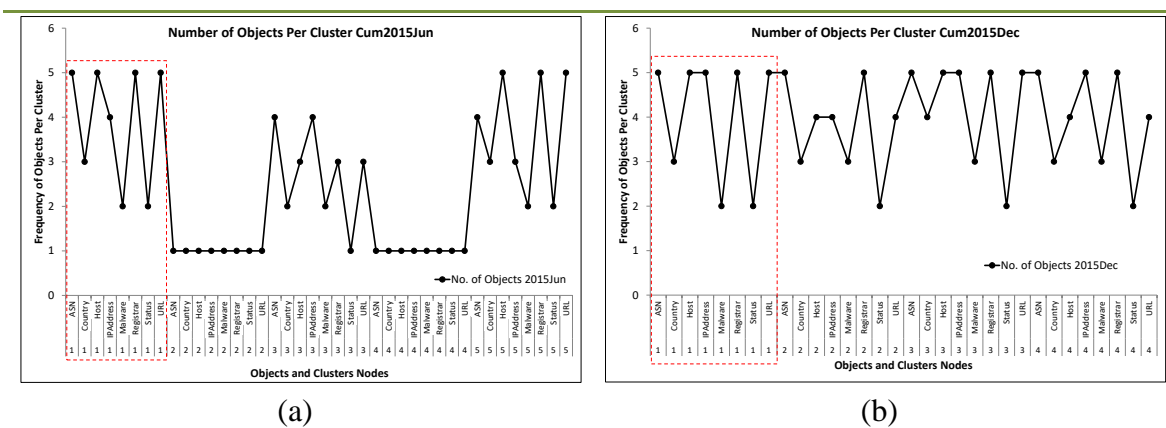 Number of Objects Per Cluster Cum2015Jun
Frequency of Objects Per Cluster
6
5
4
3
2
1
0
No. of Objects 2015Jun
ASN Country Host IPAddress Malware Registrar Status URL ASN Country Host IPAddress Malware Registrar Status URL ASN Country Host IPAddress Malware Registrar Status URL ASN Country Host IPAddress Malware Registrar Status URL ASN Country Host IPAddress Malware Registrar Status URL
1 1 1 1 1 1 1 1 2 2 2 2 2 2 2 2 3 3 3 3 3 3 3 3 4 4 4 4 4 4 4 4 5 5 5 5 5 5 5 5
Objects and Clusters Nodes
(a)
Number of Objects Per Cluster Cum2015Dec
Frequency of Objects Per Cluster
6
5
4
3
2
1
0
No. of Objects 2015Dec
ASN Country Host IPAddress Malware Registrar Status URL ASN Country Host IPAddress Malware Registrar Status URL ASN Country Host IPAddress Malware Registrar Status URL ASN Country Host IPAddress Malware Registrar Status URL
1 1 1 1 1 1 1 1 2 2 2 2 2 2 2 2 3 3 3 3 3 3 3 3 4 4 4 4 4 4 4 4
Objects and Clusters Nodes
(b)